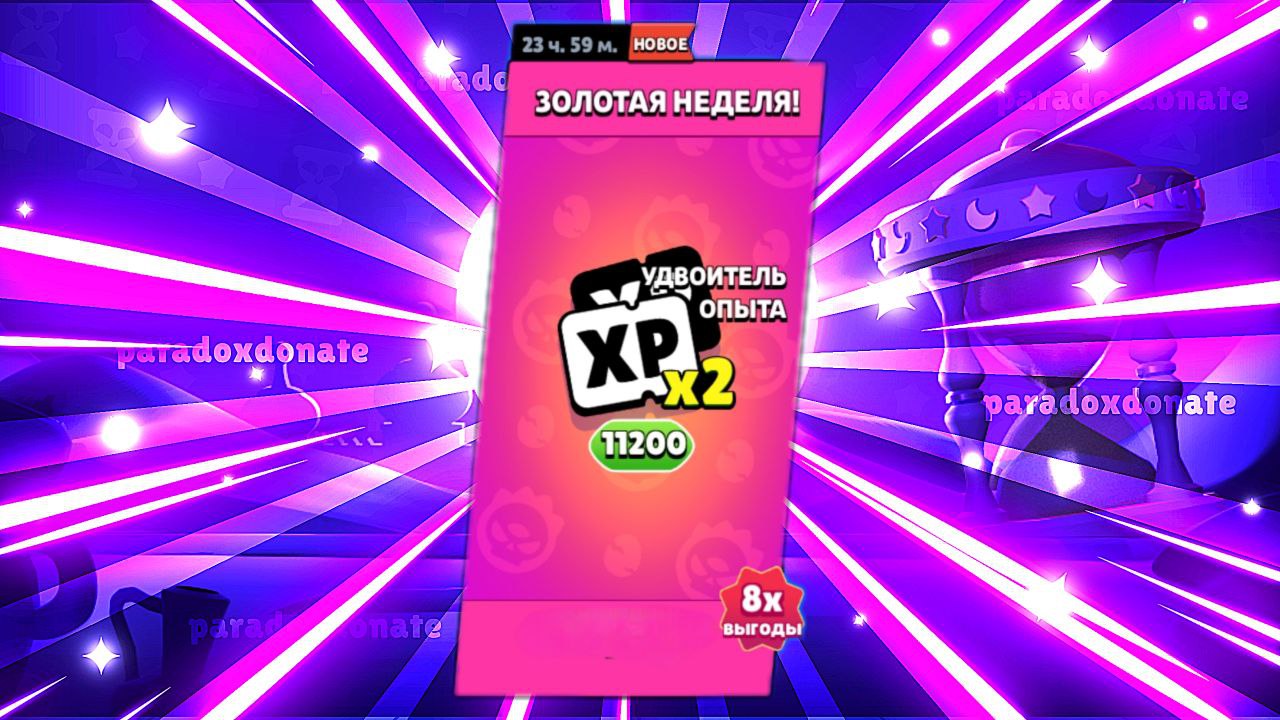 23 ч. 59 м. НОВОЕ
ЗОЛОТАЯ НЕДЕЛЯ!
УДВОИТЕЛЬ
ОПЫТА
XP
x2
11200
8x
ВЫГОДЫ
paradoxdonate
paradoxdonate
paradoxdonate
paradoxdonate